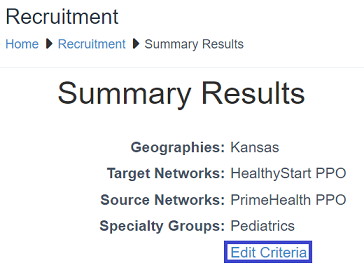 Recruitment
Home Recruitment Summary Results
Summary Results
Geographies: Kansas
Target Networks: HealthyStart PPO
Source Networks: PrimeHealth PPO
Specialty Groups: Pediatrics
Edit Criteria